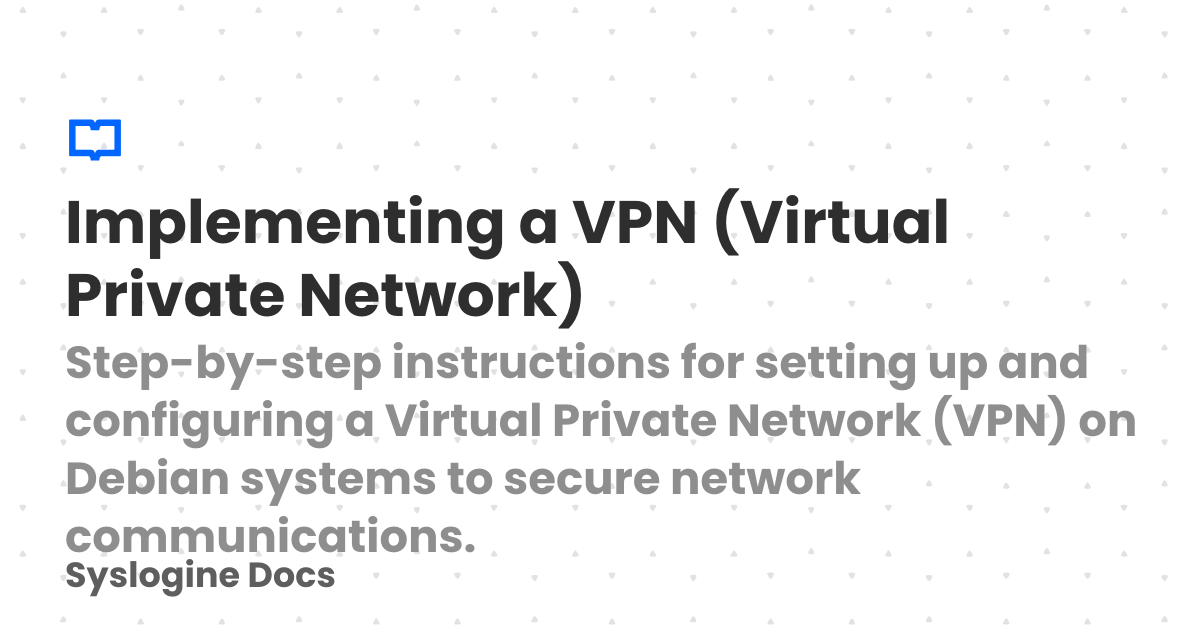 Implementing a VPN (Virtual
Private Network)
Step-by-step instructions for setting up and
configuring a Virtual Private Network (VPN) on
Debian systems to secure network
communications.
Syslogine Docs